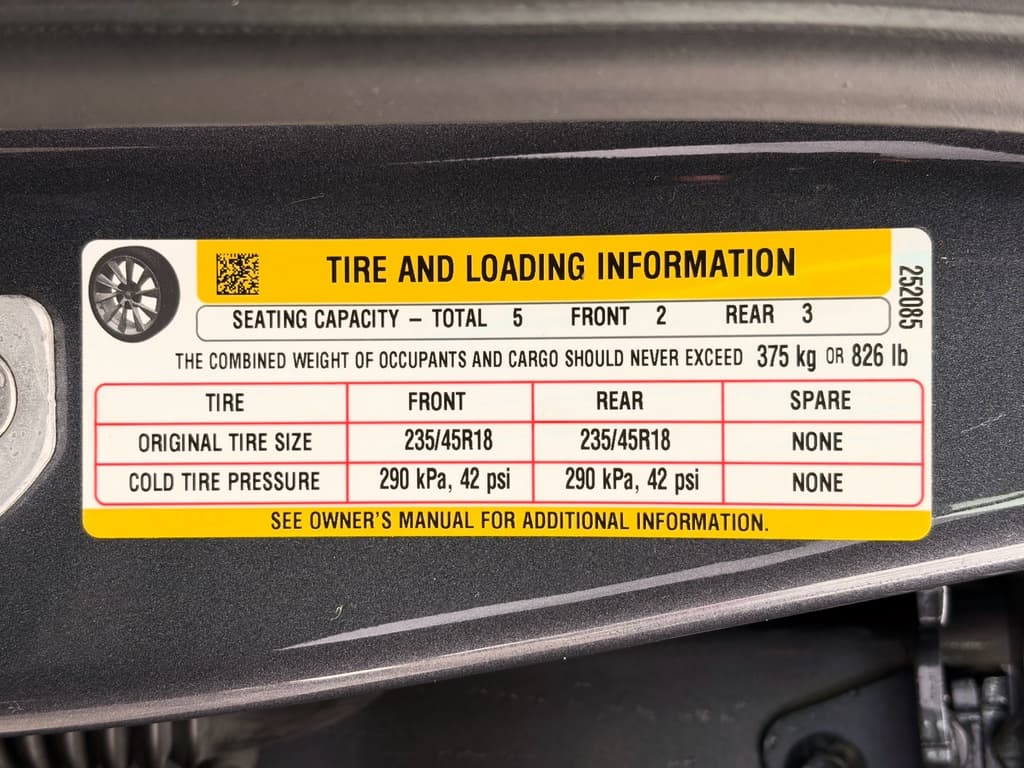 TIRE AND LOADING INFORMATION
252085
SEATING CAPACITY – TOTAL 5 FRONT 2 REAR 3
THE COMBINED WEIGHT OF OCCUPANTS AND CARGO SHOULD NEVER EXCEED 375 kg OR 826 lb
TIRE FRONT REAR SPARE
ORIGINAL TIRE SIZE 235/45R18 235/45R18 NONE
COLD TIRE PRESSURE 290 kPa, 42 psi 290 kPa, 42 psi NONE
SEE OWNER'S MANUAL FOR ADDITIONAL INFORMATION.